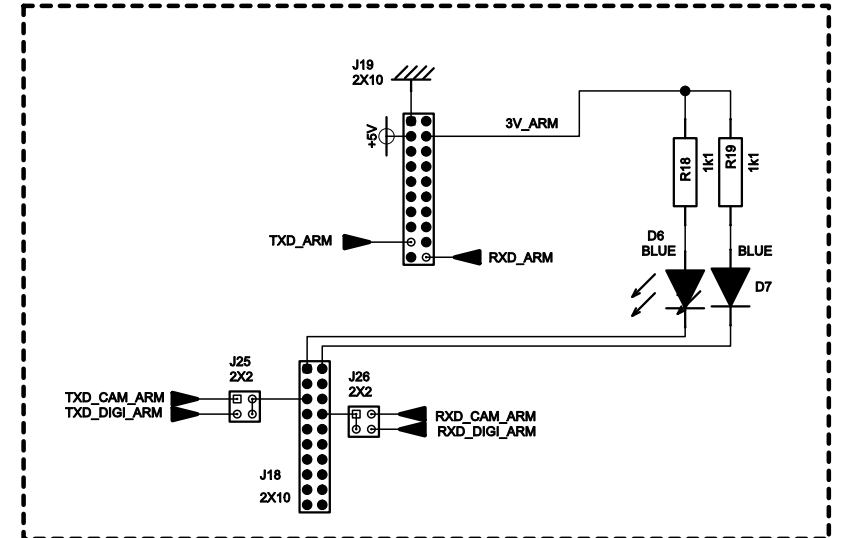 J19
2X10
+5V
3V_ARM
R18
1k1
R19
1k1
TXD_ARM
RXD_ARM
D6
BLUE
BLUE
D7
J25
2X2
J26
2X2
TXD_CAM_ARM
TXD_DIGI_ARM
RXD_CAM_ARM
RXD_DIGI_ARM
J18
2X10